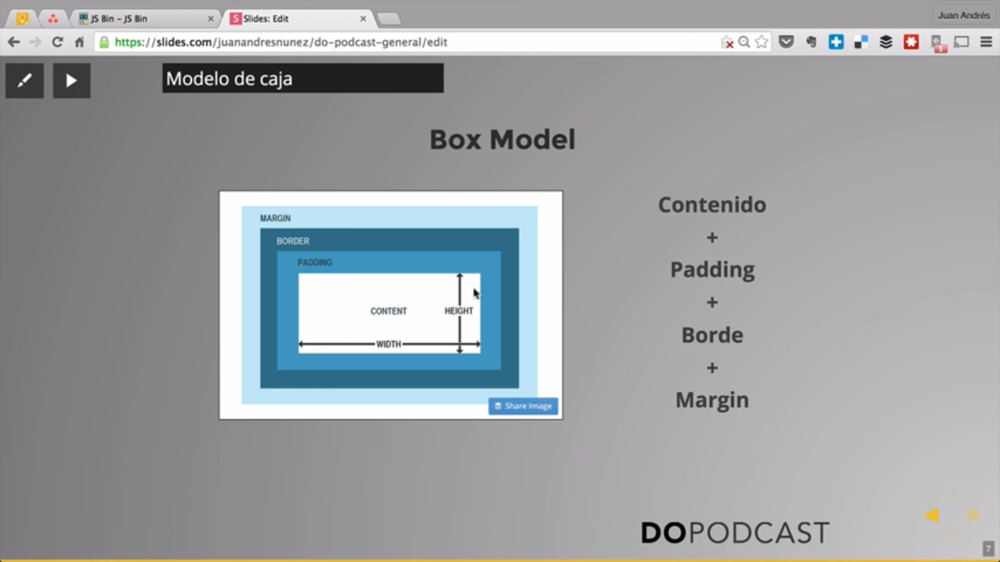 JS Bin - JS Bin
Slides: Edit
Juan Andrés
https://slides.com/juanandresnunez/do-podcast-general/edit
5
Modelo de caja
Box Model
MARGIN
BORDER
PADDING
CONTENT
HEIGHT
WIDTH
Share Image
Contenido
+
Padding
+
Borde
+
Margin
DOPODCAST
7